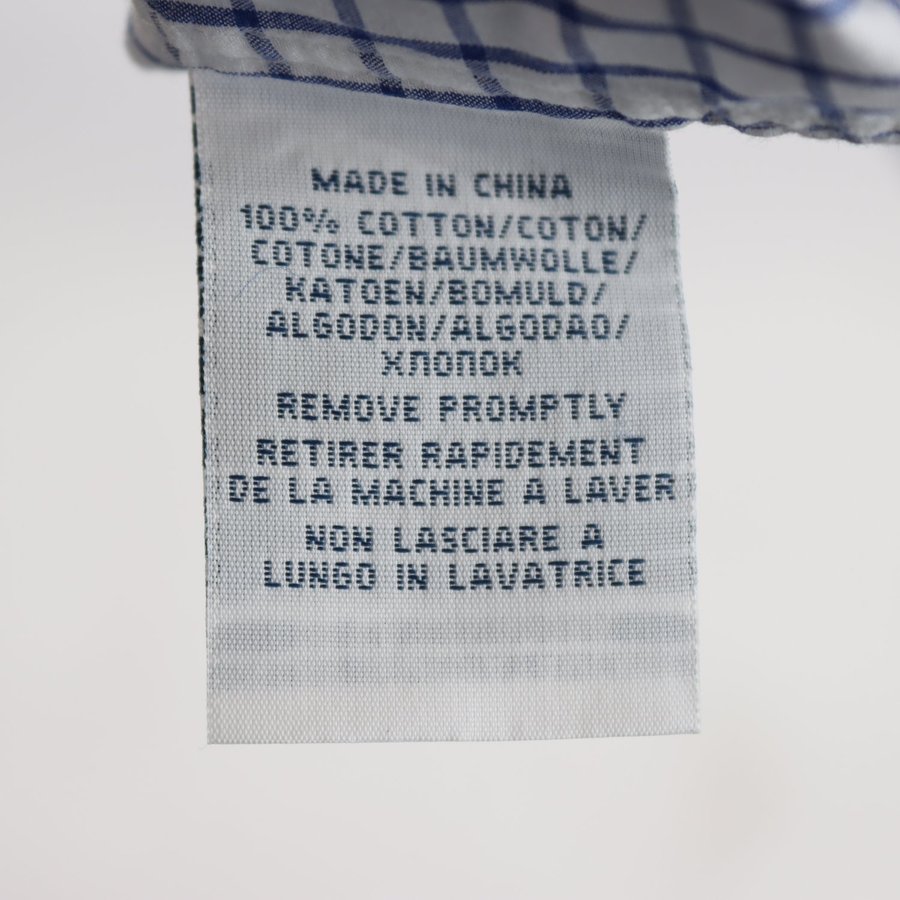 MADE IN CHINA
100% COTTON/COTON/
COTONE/BAUMWOLLE/
KATOEN/BOMULD/
ALGODON/ALGODAO/
ХЛОПОК
REMOVE PROMPTLY
RETIRER RAPIDEMENT
DE LA MACHINE A LAVER
NON LASCIARE A
LUNGO IN LAVATRICE